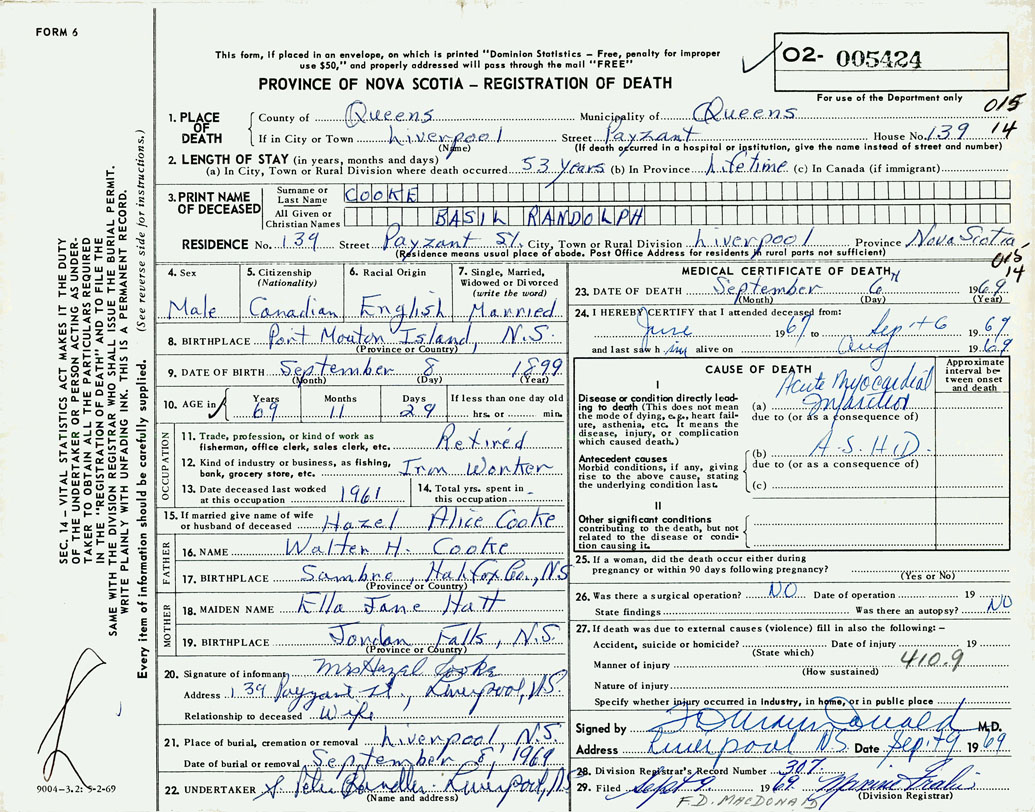 FORM 6
This form, if placed in an envelope, on which is printed "Dominion Statistics – Free, penalty for improper
use $50," and properly addressed will pass through the mail "FREE"
PROVINCE OF NOVA SCOTIA – REGISTRATION OF DEATH
02- 005424
For use of the Department only
015
14
1. PLACE OF DEATH
County of Queens Municipality of Queens
If in City or Town Liverpool Street Payzant House No. 139
(Name) (If death occurred in a hospital or institution, give the name instead of street and number)
2. LENGTH OF STAY (in years, months and days)
(a) In City, Town or Rural Division where death occurred 53 years (b) In Province Lifetime (c) In Canada (if immigrant)
3. PRINT NAME OF DECEASED
Surname or Last Name COOKE
All Given or Christian Names BASIL RANDOLPH
RESIDENCE No. 139 Street Payzant St. City, Town or Rural Division Liverpool Province Nova Scotia
(Residence means usual place of abode. Post Office Address for residents in rural parts not sufficient)
015
14
4. Sex Male
5. Citizenship (Nationality) Canadian
6. Racial Origin English
7. Single, Married, Widowed or Divorced (write the word) Married
8. BIRTHPLACE Port Mouton Island, N.S.
(Province or Country)
9. DATE OF BIRTH September 8 1899
(Month) (Day) (Year)
10. AGE in Years 69 Months 11 Days 29 If less than one day old hrs. or min.
OCCUPATION
11. Trade, profession, or kind of work as fisherman, office clerk, sales clerk, etc. Retired
12. Kind of industry or business, as fishing, bank, grocery store, etc. Iron Worker
13. Date deceased last worked at this occupation 1961
14. Total yrs. spent in this occupation -
15. If married give name of wife or husband of deceased Hazel Alice Cooke
FATHER
16. NAME Walter H. Cooke
17. BIRTHPLACE Sambro, Halifax Co., NS
(Province or Country)
MOTHER
18. MAIDEN NAME Ella Jane Hatt
19. BIRTHPLACE Jordan Falls, N.S.
(Province or Country)
20. Signature of informant Mrs Hazel Cooke
Address 139 Payzant St., Liverpool, N.S.
Relationship to deceased Wife
21. Place of burial, cremation or removal Liverpool, N.S.
Date of burial or removal September 8, 1969
22. UNDERTAKER Liverpool, NS
(Name and address)
MEDICAL CERTIFICATE OF DEATH
23. DATE OF DEATH September 6th 1969
(Month) (Day) (Year)
24. I HEREBY CERTIFY that I attended deceased from:
June 1967 to Sept 6 1969
and last saw him alive on Aug 1969
CAUSE OF DEATH
Approximate interval between onset and death
I
Disease or condition directly leading to death (This does not mean the mode of dying, e.g., heart failure, asthenia, etc. It means the disease, injury, or complication which caused death.)
(a) Acute Myocardial Infarction
due to (or as a consequence of)
Antecedent causes
Morbid conditions, if any, giving rise to the above cause, stating the underlying condition last.
(b) A.S.H.D.
due to (or as a consequence of)
(c)
II
Other significant conditions
contributing to the death, but not related to the disease or condition causing it.
25. If a woman, did the death occur either during pregnancy or within 90 days following pregnancy?
(Yes or No)
26. Was there a surgical operation? NO Date of operation 19
State findings Was there an autopsy? NO
27. If death was due to external causes (violence) fill in also the following: –
Accident, suicide or homicide? Date of injury 19
(State which)
Manner of injury 410.9
(How sustained)
Nature of injury
Specify whether injury occurred in Industry, in home, or in public place
Signed by M.D.
Address Liverpool N.S. Date Sept 9 1969
28. Division Registrar's Record Number 307.
29. Filed Sept 9. 1969
(Division Registrar)
F.D. MACDONALD
SEC. 14 – VITAL STATISTICS ACT MAKES IT THE DUTY
OF THE UNDERTAKER OR PERSON ACTING AS UNDER-
TAKER TO OBTAIN ALL THE PARTICULARS REQUIRED
IN THE "REGISTRATION OF DEATH" AND TO FILE THE
SAME WITH THE DIVISION REGISTRAR WHO SHALL ISSUE THE BURIAL PERMIT.
WRITE PLAINLY WITH UNFADING INK. THIS IS A PERMANENT RECORD.
Every item of information should be carefully supplied. (See reverse side for instructions.)
9004-3.2: 5-2-69